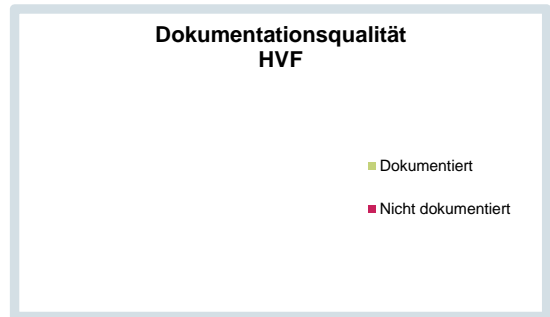 Dokumentationsqualität
HVF
Dokumentiert
Nicht dokumentiert